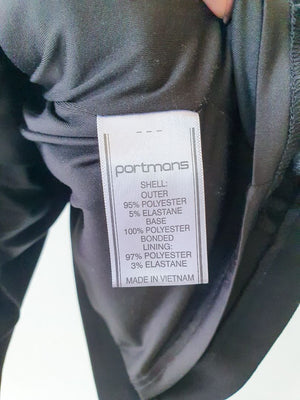 portmans
SHELL:
OUTER
95% POLYESTER
5% ELASTANE
BASE
100% POLYESTER
BONDED
LINING:
97% POLYESTER
3% ELASTANE
MADE IN VIETNAM